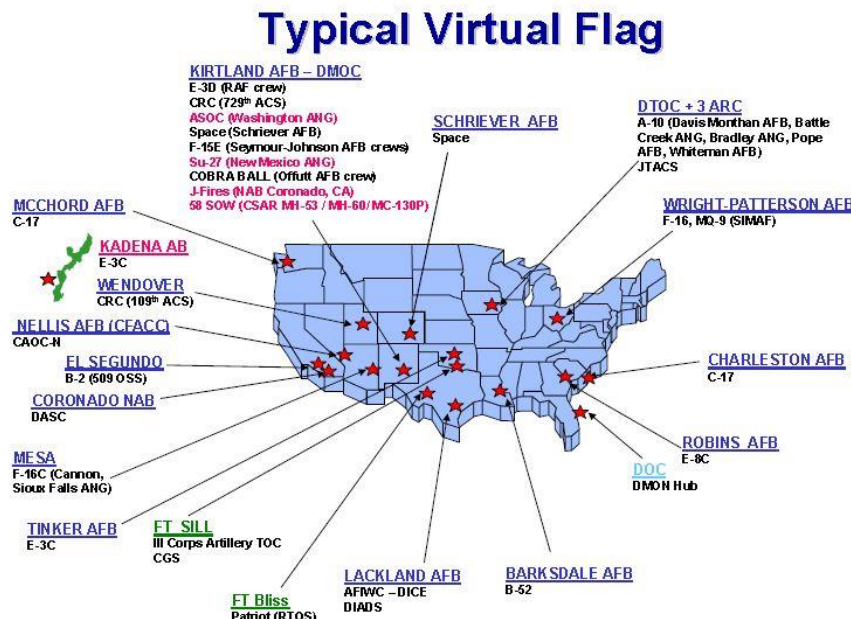 Typical Virtual Flag
KIRTLAND AFB – DMOC
E-3D (RAF crew)
CRC (729th ACS)
ASOC (Washington ANG)
Space (Schriever AFB)
F-15E (Seymour-Johnson AFB crews)
Su-27 (New Mexico ANG)
COBRA BALL (Offutt AFB crew)
J-Fires (NAB Coronado, CA)
58 SOW (CSAR MH-53 / MH-60/ MC-130P)
SCHRIEVER AFB
Space
DTOC + 3 ARC
A-10 (Davis Monthan AFB, Battle
Creek ANG, Bradley ANG, Pope
AFB, Whiteman AFB)
JTACS
WRIGHT-PATTERSON AFB
F-16, MQ-9 (SIMAF)
MCCHORD AFB
C-17
KADENA AB
E-3C
WENDOVER
CRC (109th ACS)
NELLIS AFB (CFACC)
CAOC-N
EL SEGUNDO
B-2 (509 OSS)
CORONADO NAB
DASC
MESA
F-16C (Cannon,
Sioux Falls ANG)
TINKER AFB
E-3C
FT SILL
III Corps Artillery TOC
CGS
FT Bliss
Patriot (RTOS)
LACKLAND AFB
AFIWC – DICE
DIADS
BARKSDALE AFB
B-52
DOC
DMON Hub
ROBINS AFB
E-8C
CHARLESTON AFB
C-17